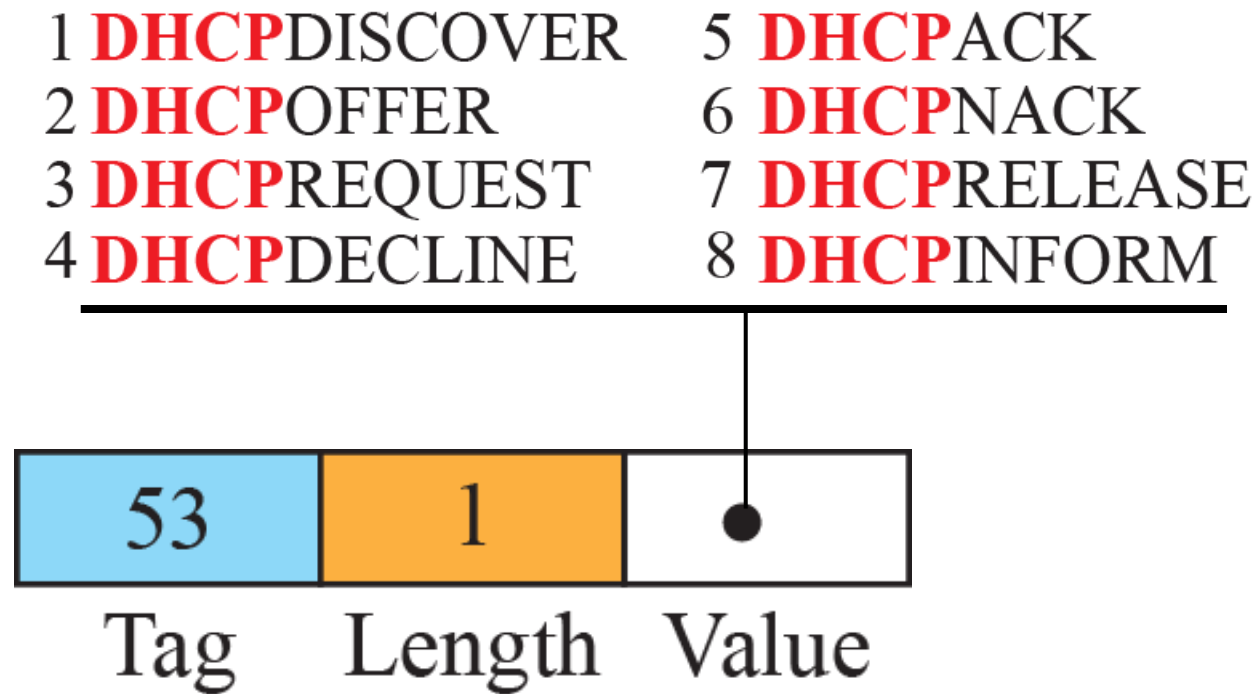 1 DHCPDISCOVER
2 DHCPOFFER
3 DHCPREQUEST
4 DHCPDECLINE
5 DHCPACK
6 DHCPNACK
7 DHCPRELEASE
8 DHCPINFORM
53 1
Tag Length Value